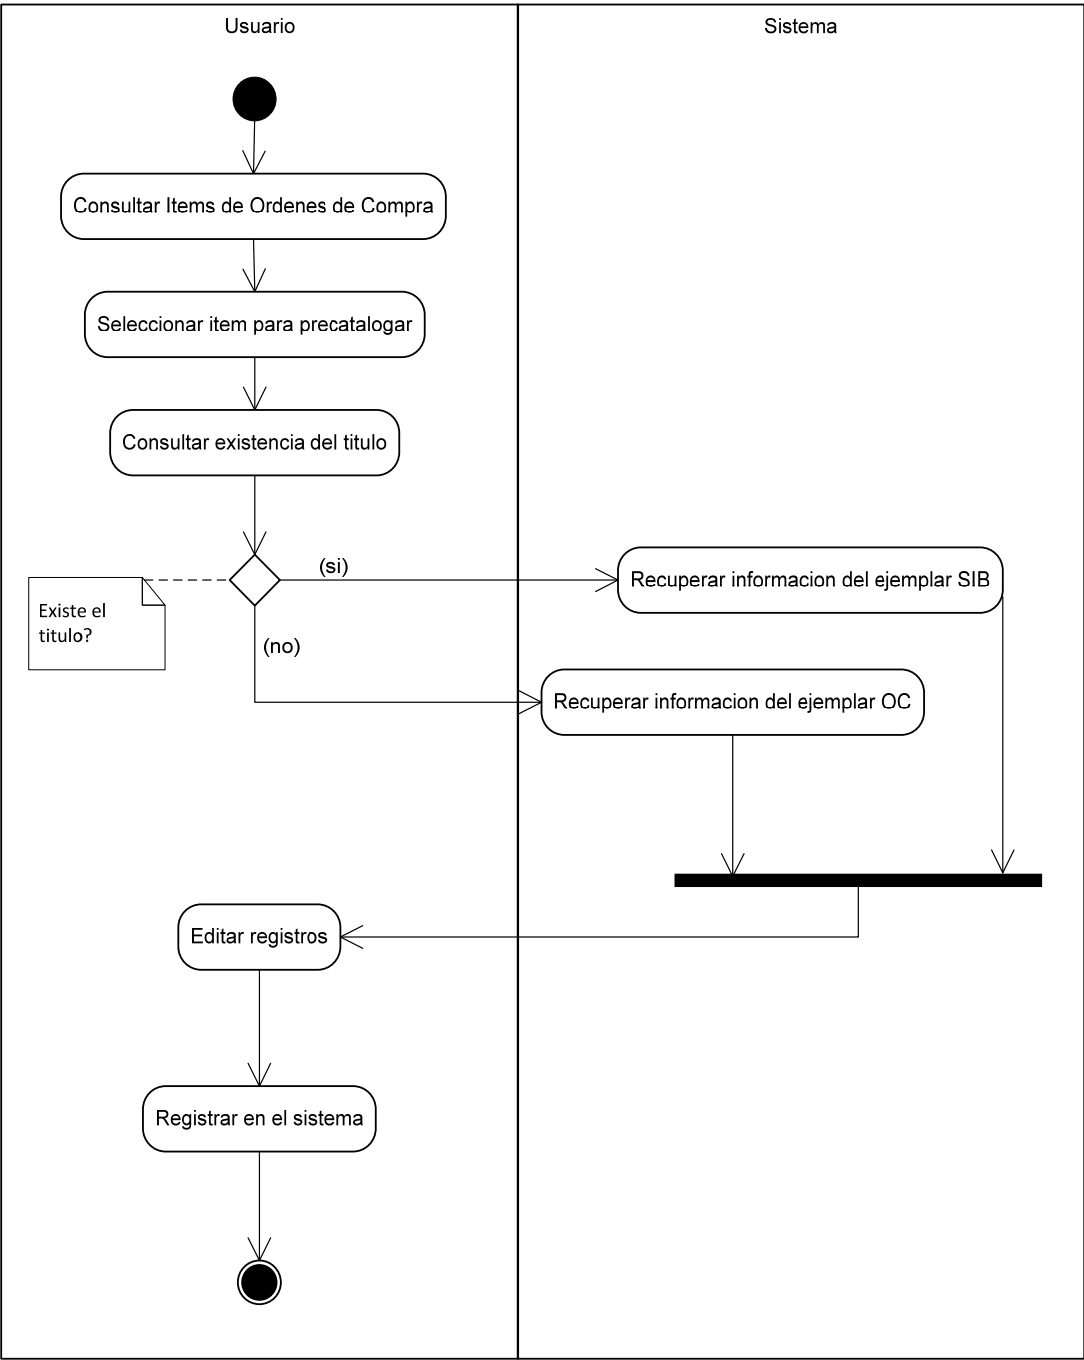 Usuario
Sistema
Consultar Items de Ordenes de Compra
Seleccionar item para precatalogar
Consultar existencia del titulo
(si)
Recuperar informacion del ejemplar SIB
Existe el
titulo?
(no)
Recuperar informacion del ejemplar OC
Editar registros
Registrar en el sistema